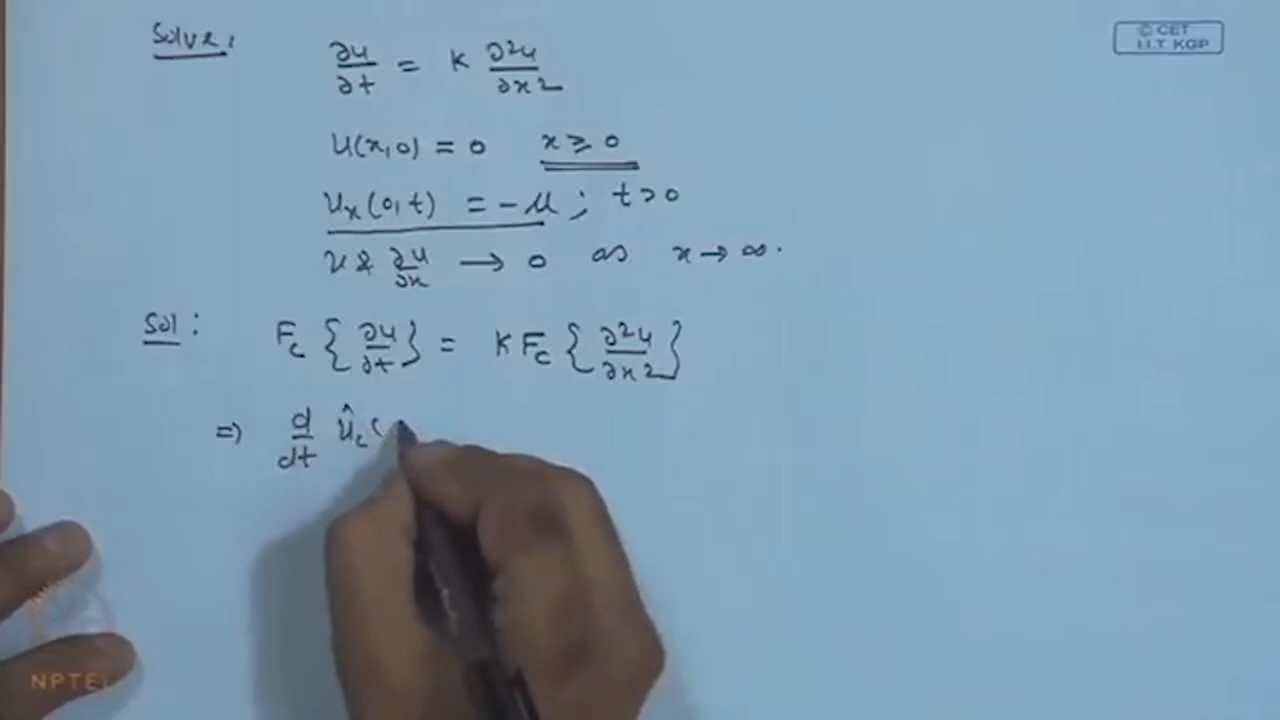 Solve:
© CET
I.I.T. KGP
∂u/∂t = K ∂²u/∂x²
u(x,0) = 0 x ≥ 0
u_x(0,t) = -μ ; t>0
u & ∂u/∂x → 0 as x → ∞.
Sol: F_c { ∂u/∂t } = K F_c { ∂²u/∂x² }
⇒ d/dt û_c(
NPTEL